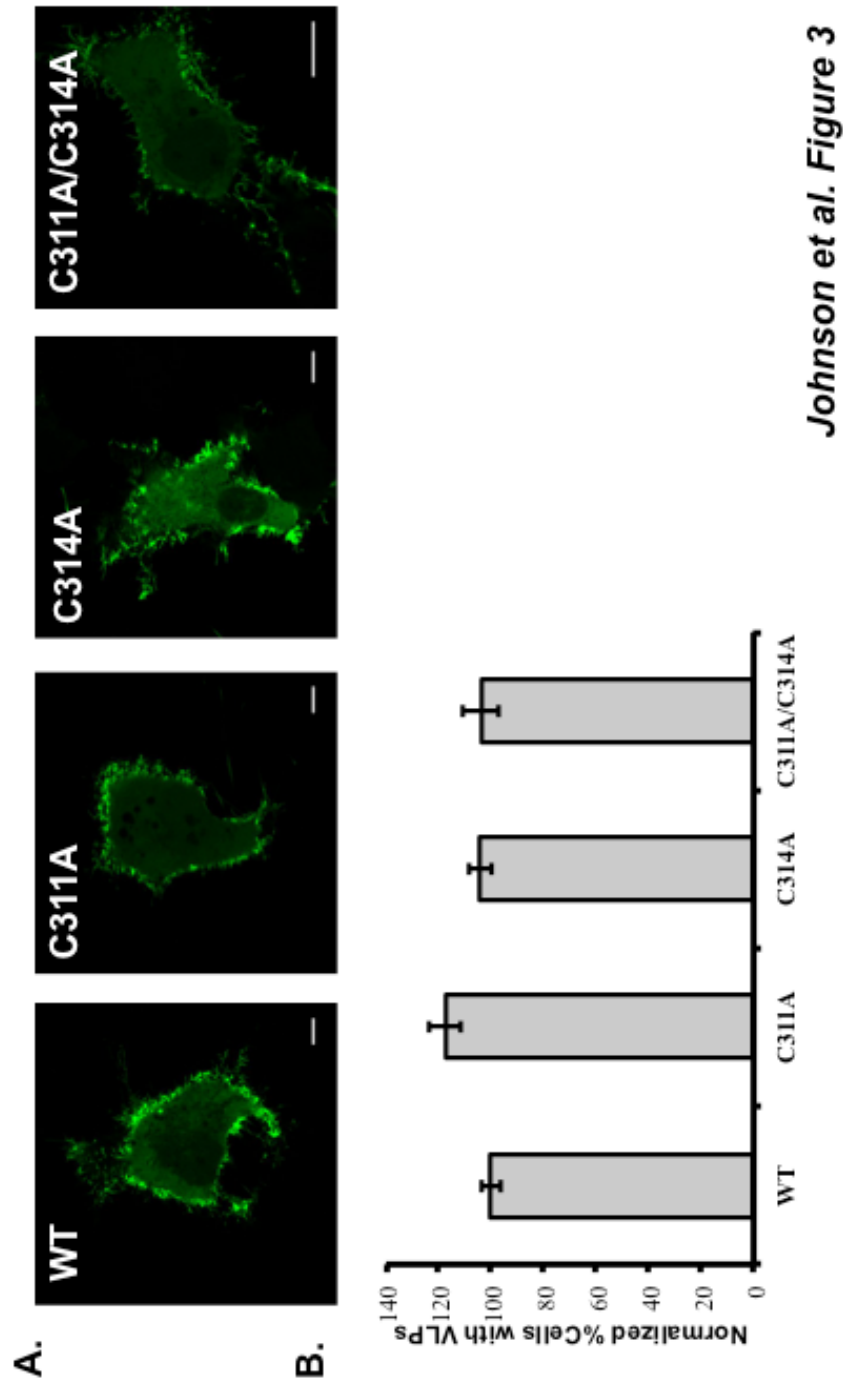 A.
WT
C311A
C314A
C311A/C314A
B.
Normalized %Cells with VLPs
140
120
100
80
60
40
20
0
WT
C311A
C314A
C311A/C314A
Johnson et al. Figure 3